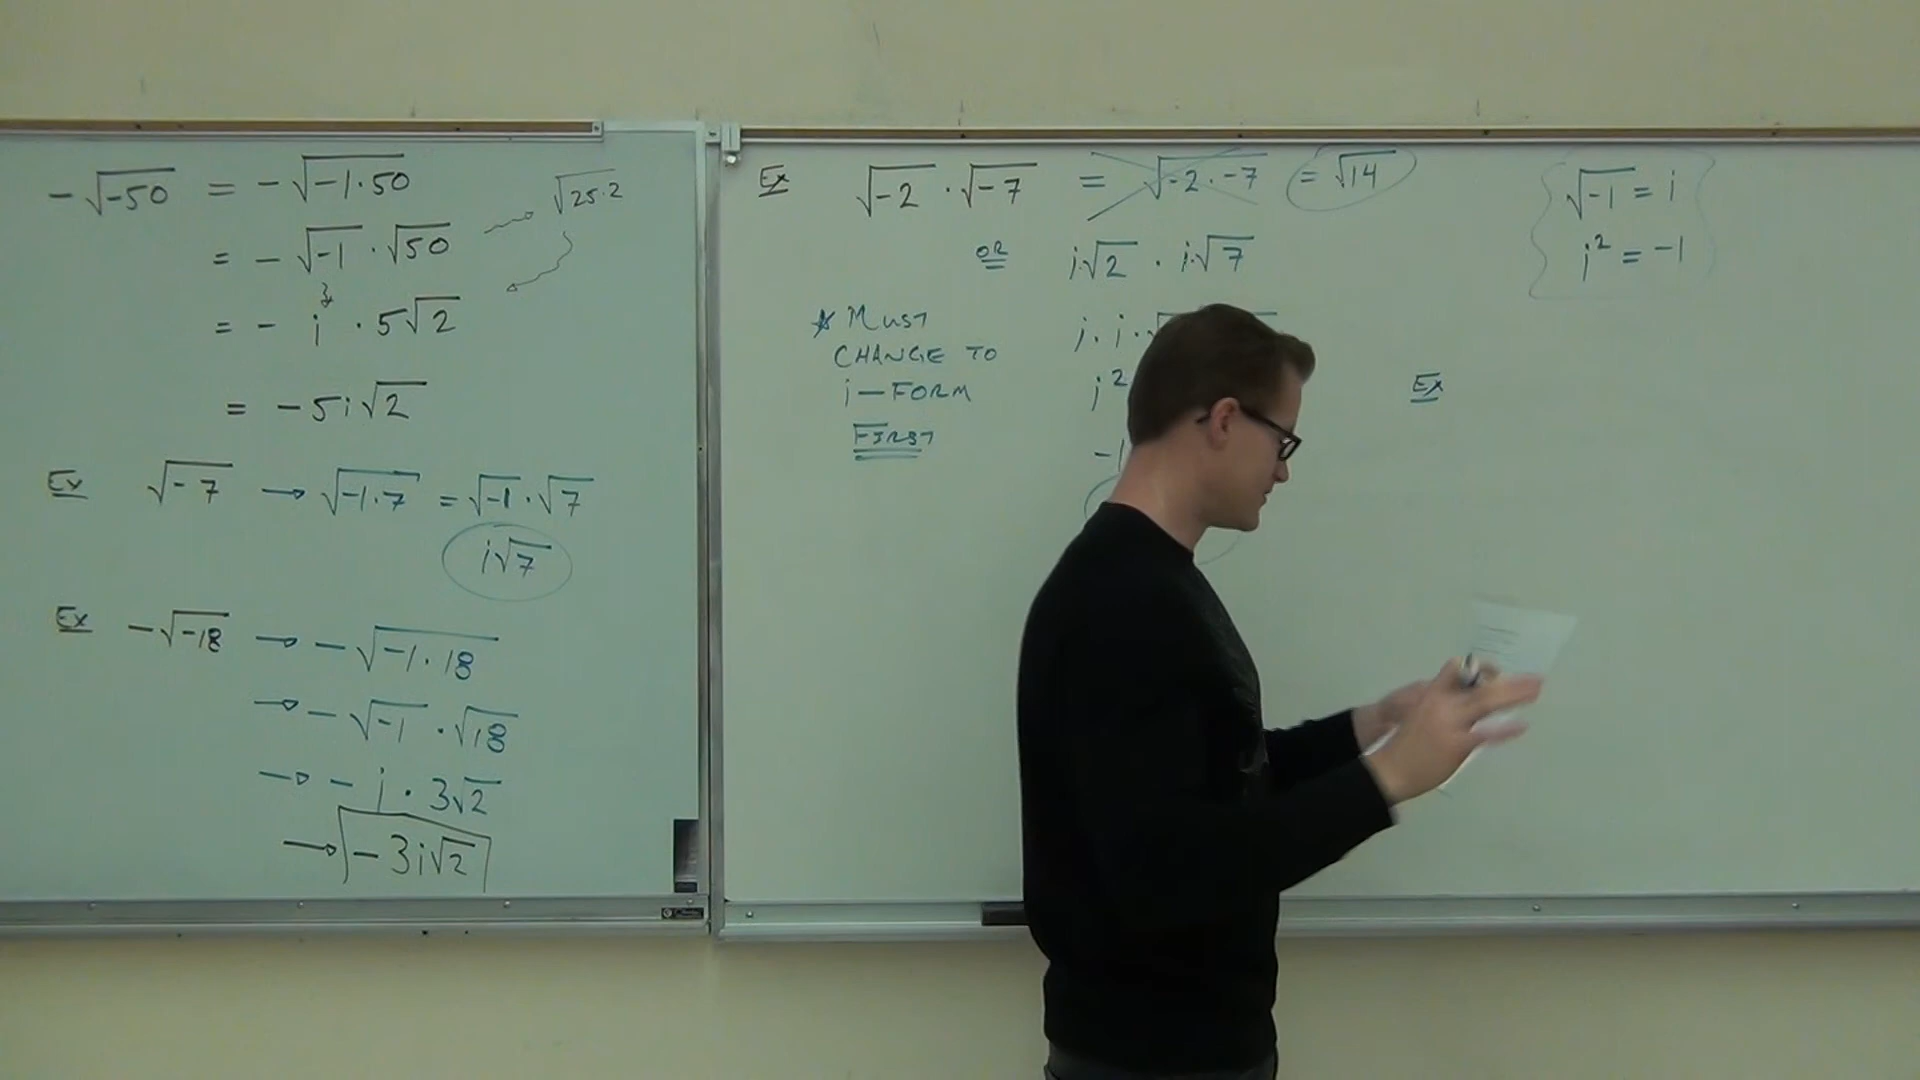 -√-50 = -√-1·50
√25·2
= -√-1 · √50
= - i · 5√2
= -5i√2
Ex √-7 → √-1·7 = √-1 · √7
i√7
Ex -√-18 → -√-1·18
→ -√-1 · √18
→ - i · 3√2
→ -3i√2
Ex √-2 · √-7 = √-2·-7 = √14
OR i√2 · i·√7
* MUST
CHANGE TO
i-FORM
FIRST
i · i ·
i²
-1
√-1 = i
i² = -1
Ex